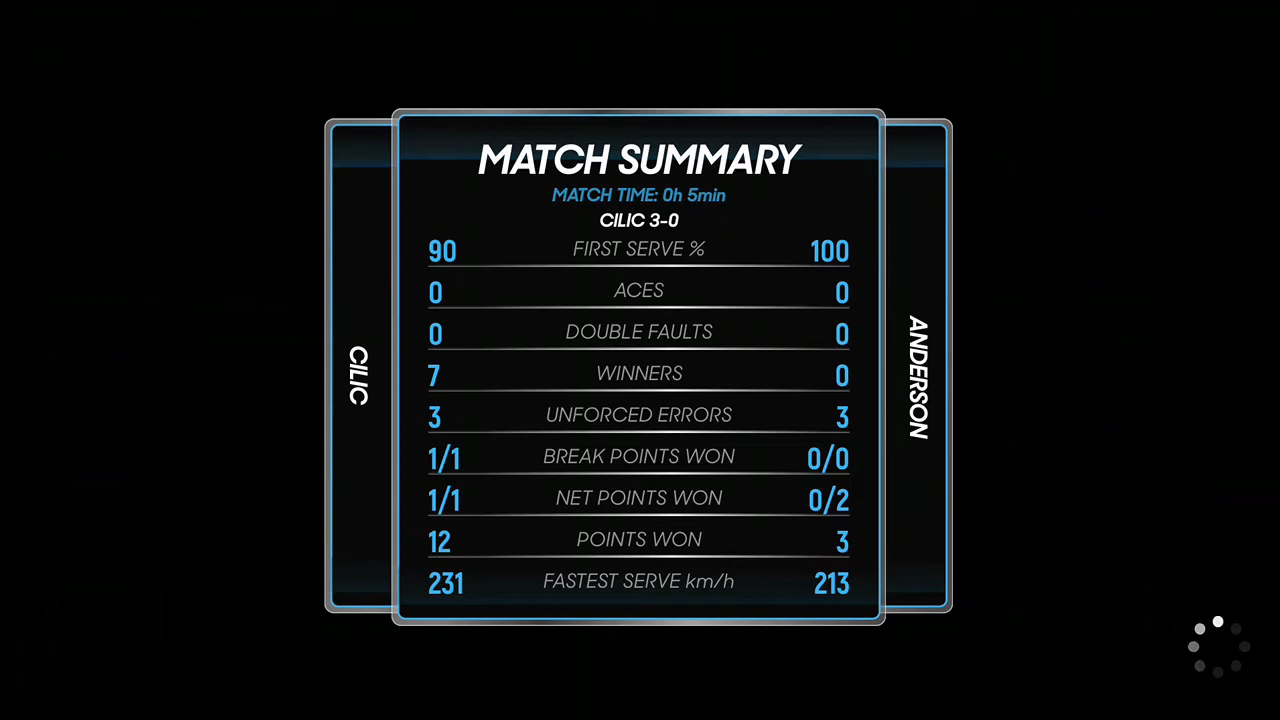 MATCH SUMMARY
MATCH TIME: 0h 5min
CILIC 3-0
90 FIRST SERVE % 100
0 ACES 0
0 DOUBLE FAULTS 0
7 WINNERS 0
3 UNFORCED ERRORS 3
1/1 BREAK POINTS WON 0/0
1/1 NET POINTS WON 0/2
12 POINTS WON 3
231 FASTEST SERVE km/h 213
CILIC
ANDERSON